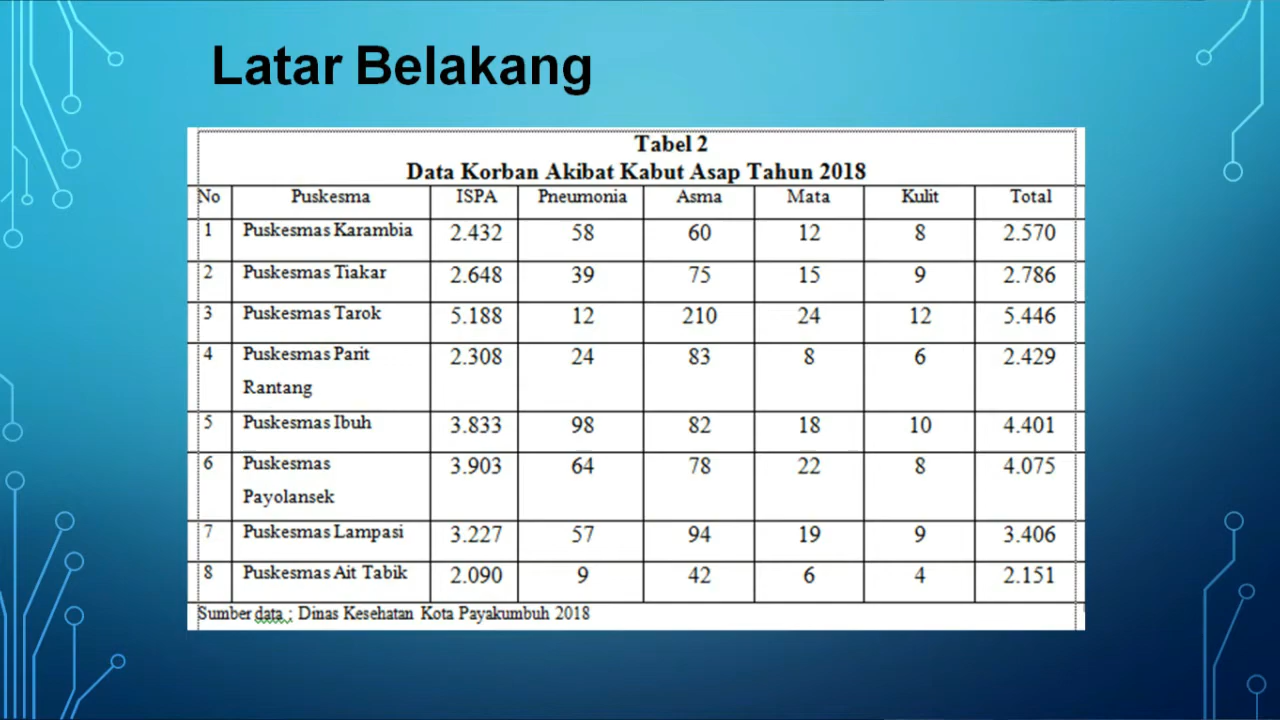 Latar Belakang
Tabel 2
Data Korban Akibat Kabut Asap Tahun 2018
No Puskesma ISPA Pneumonia Asma Mata Kulit Total
1 Puskesmas Karambia 2.432 58 60 12 8 2.570
2 Puskesmas Tiakar 2.648 39 75 15 9 2.786
3 Puskesmas Tarok 5.188 12 210 24 12 5.446
4 Puskesmas Parit 2.308 24 83 8 6 2.429
Rantang
5 Puskesmas Ibuh 3.833 98 82 18 10 4.401
6 Puskesmas 3.903 64 78 22 8 4.075
Payolansek
7 Puskesmas Lampasi 3.227 57 94 19 9 3.406
8 Puskesmas Ait Tabik 2.090 9 42 6 4 2.151
Sumber data : Dinas Kesehatan Kota Payakumbuh 2018